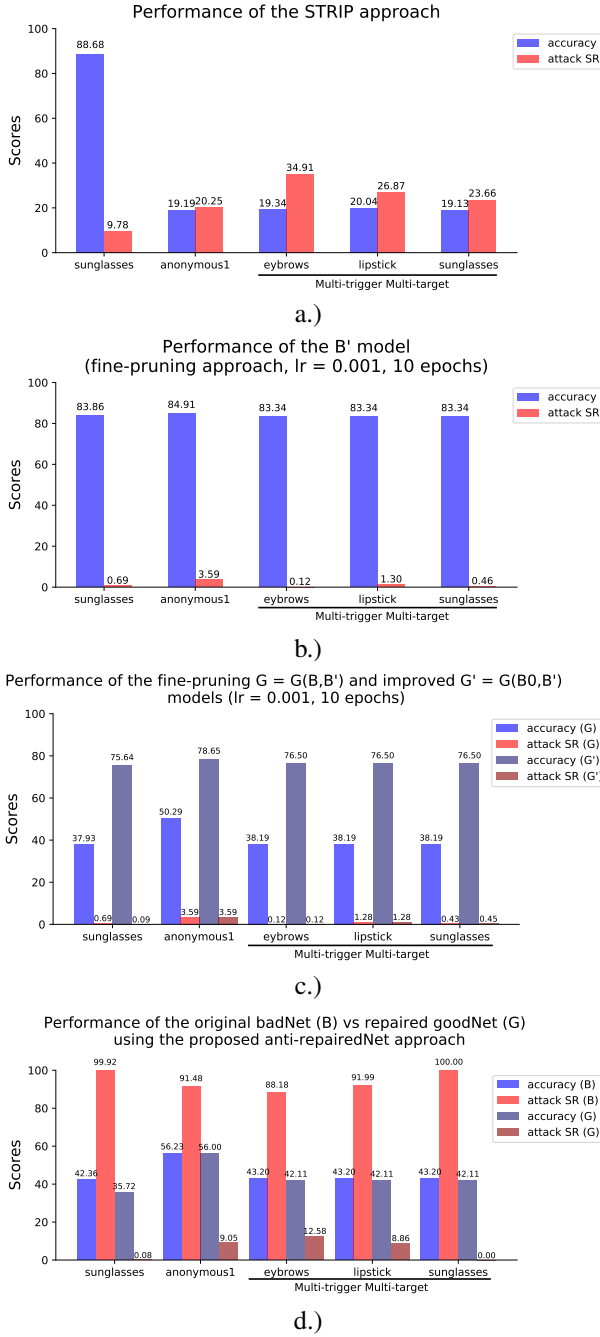 Performance of the STRIP approach
accuracy
attack SR
Scores
100
80
60
40
20
0
88.68
9.78
19.19
20.25
19.34
34.91
20.04
26.87
19.13
23.66
sunglasses
anonymous1
eybrows
lipstick
sunglasses
Multi-trigger Multi-target
a.)
Performance of the B' model
(fine-pruning approach, lr = 0.001, 10 epochs)
accuracy
attack SR
Scores
100
80
60
40
20
0
83.86
0.69
84.91
3.59
83.34
0.12
83.34
1.30
83.34
0.46
sunglasses
anonymous1
eybrows
lipstick
sunglasses
Multi-trigger Multi-target
b.)
Performance of the fine-pruning G = G(B,B') and improved G' = G(B0,B')
models (lr = 0.001, 10 epochs)
accuracy (G)
attack SR (G)
accuracy (G')
attack SR (G')
Scores
100
80
60
40
20
0
37.93
0.69
75.64
0.09
50.29
3.59
78.65
3.59
38.19
0.12
76.50
0.12
38.19
1.28
76.50
1.28
38.19
0.43
76.50
0.45
sunglasses
anonymous1
eybrows
lipstick
sunglasses
Multi-trigger Multi-target
c.)
Performance of the original badNet (B) vs repaired goodNet (G)
using the proposed anti-repairedNet approach
accuracy (B)
attack SR (B)
accuracy (G)
attack SR (G)
Scores
100
80
60
40
20
0
42.36
99.92
35.72
0.08
56.23
91.48
56.00
9.05
43.20
88.18
42.11
12.58
43.20
91.99
42.11
8.86
43.20
100.00
42.11
0.00
sunglasses
anonymous1
eybrows
lipstick
sunglasses
Multi-trigger Multi-target
d.)